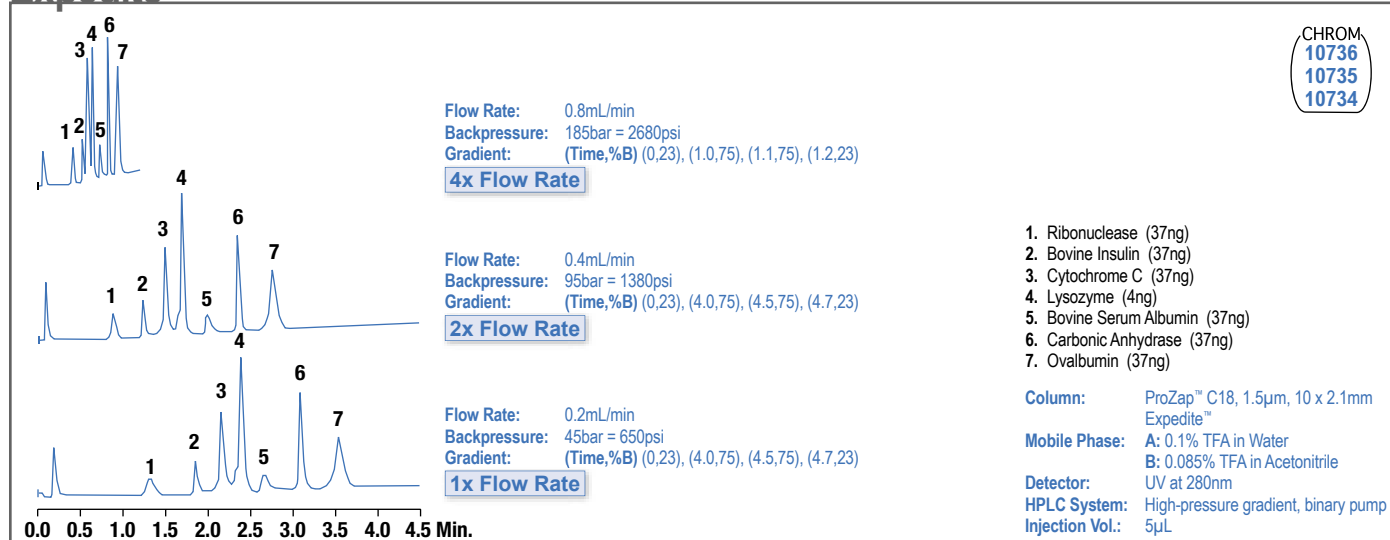 Expedite
CHROM
10736
10735
10734
1 2 3 4 5 6 7
Flow Rate: 0.8mL/min
Backpressure: 185bar = 2680psi
Gradient: (Time,%B) (0,23), (1.0,75), (1.1,75), (1.2,23)
4x Flow Rate
1 2 3 4 5 6 7
Flow Rate: 0.4mL/min
Backpressure: 95bar = 1380psi
Gradient: (Time,%B) (0,23), (4.0,75), (4.5,75), (4.7,23)
2x Flow Rate
1 2 3 4 5 6 7
Flow Rate: 0.2mL/min
Backpressure: 45bar = 650psi
Gradient: (Time,%B) (0,23), (4.0,75), (4.5,75), (4.7,23)
1x Flow Rate
0.0 0.5 1.0 1.5 2.0 2.5 3.0 3.5 4.0 4.5 Min.
1. Ribonuclease (37ng)
2. Bovine Insulin (37ng)
3. Cytochrome C (37ng)
4. Lysozyme (4ng)
5. Bovine Serum Albumin (37ng)
6. Carbonic Anhydrase (37ng)
7. Ovalbumin (37ng)
Column: ProZap™ C18, 1.5µm, 10 x 2.1mm
Expedite™
Mobile Phase: A: 0.1% TFA in Water
B: 0.085% TFA in Acetonitrile
Detector: UV at 280nm
HPLC System: High-pressure gradient, binary pump
Injection Vol.: 5µL